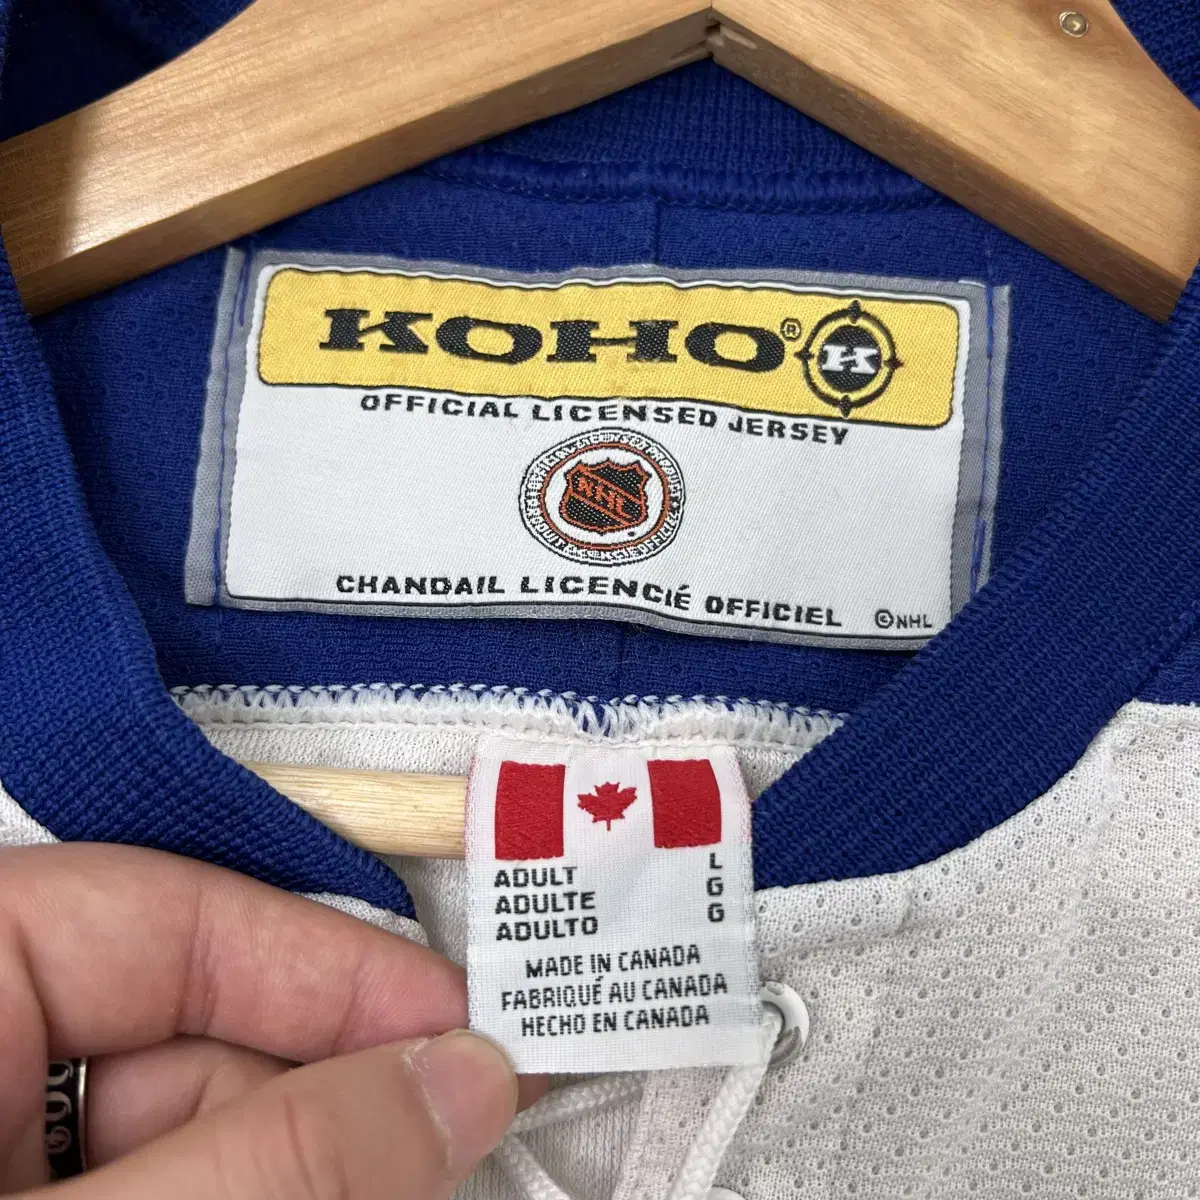 KOHO® K
OFFICIAL LICENSED JERSEY
NHL
CHANDAIL LICENCIÉ OFFICIEL ©NHL
ADULT L
ADULTE G
ADULTO G
MADE IN CANADA
FABRIQUÉ AU CANADA
HECHO EN CANADA